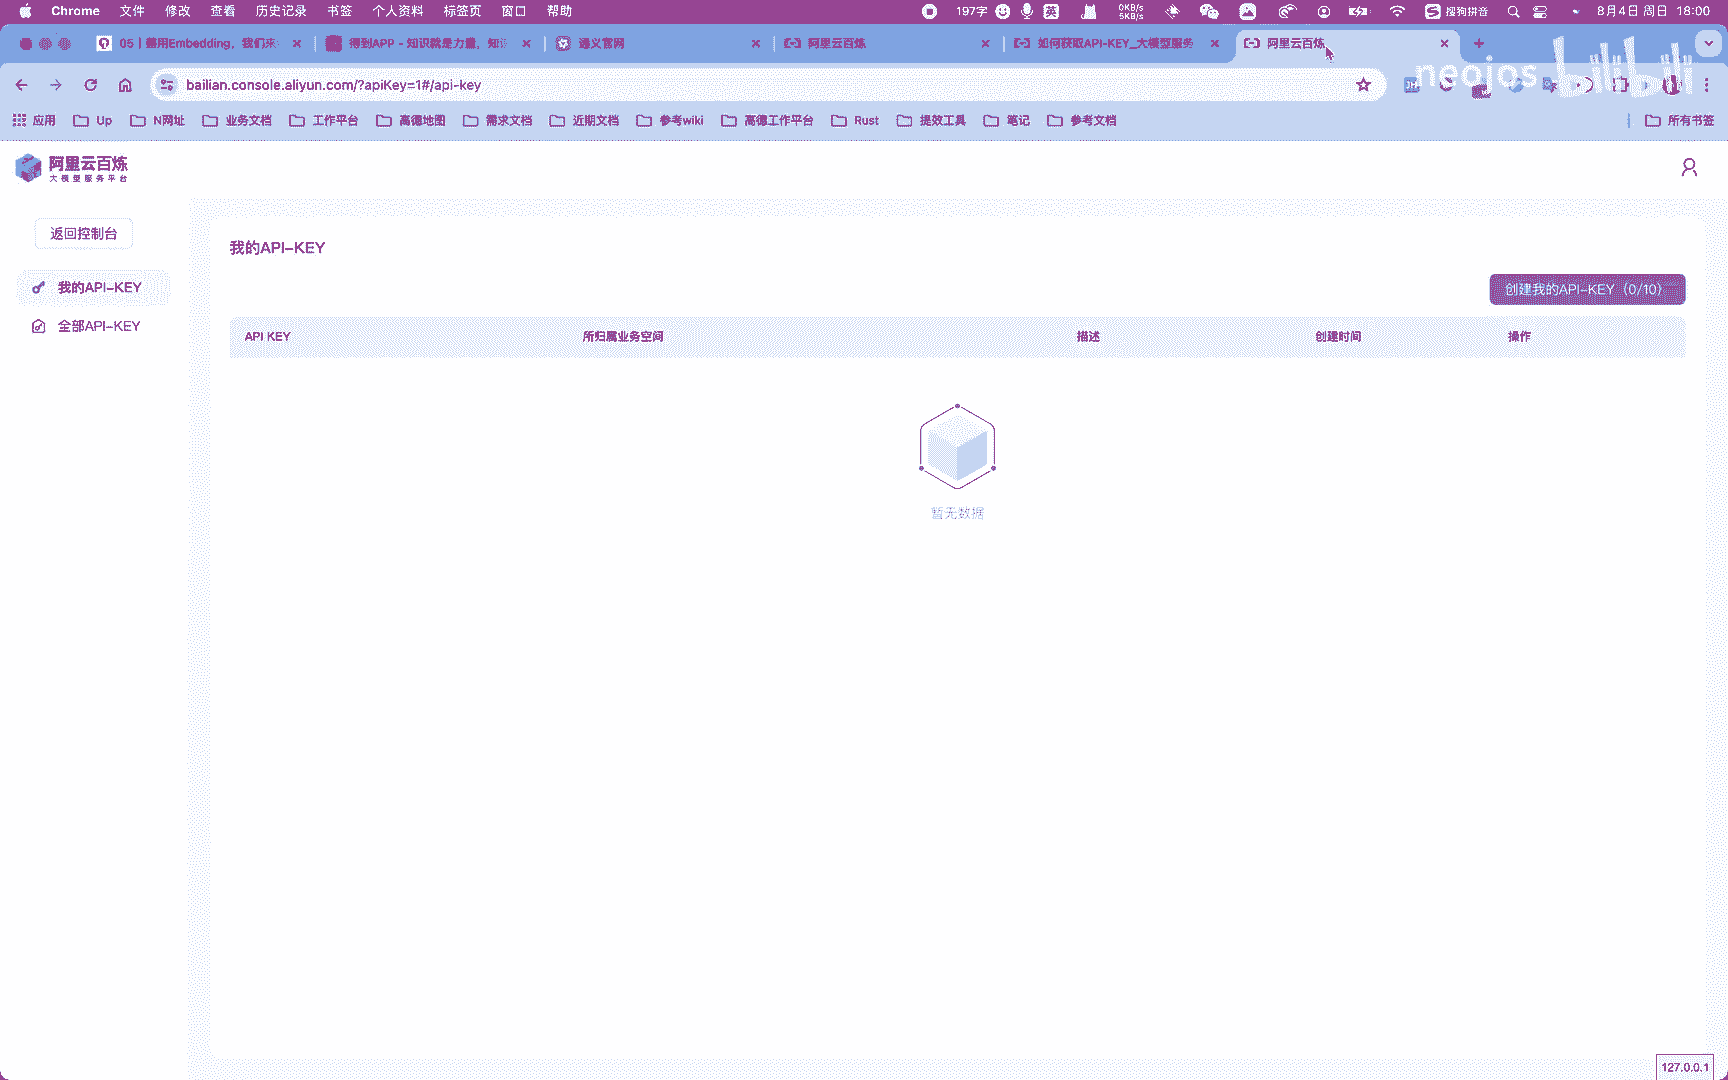 Chrome 文件 修改 查看 历史记录 书签 个人资料 标签页 窗口 帮助 197字 英 0KB/s 5KB/s 搜狗拼音 8月4日 周日 18:00
05｜善用Embedding，我们来 得到APP - 知识就是力量，知识 通义官网 阿里云百炼 如何获取API-KEY_大模型服务 阿里云百炼
bailian.console.aliyun.com/?apiKey=1#/api-key
neojos bilibili
应用 Up N网址 业务文档 工作平台 高德地图 需求文档 近期文档 参考wiki 高德工作平台 Rust 提效工具 笔记 参考文档 所有书签
阿里云百炼
大模型服务平台
返回控制台
我的API-KEY
全部API-KEY
我的API-KEY
创建我的API-KEY（0/10）
API KEY 所归属业务空间 描述 创建时间 操作
暂无数据
127.0.0.1